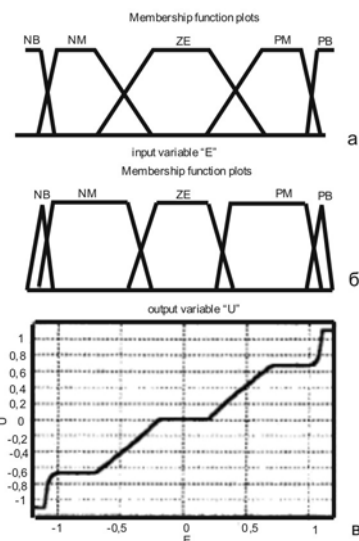 Membership function plots
NB NM ZE PM PB
а
input variable “E”
Membership function plots
NB NM ZE PM PB
б
output variable “U”
1
0,8
0,6
0,4
0,2
0
-0,2
-0,4
-0,6
-0,8
-1
U
-1 -0,5 0 0,5 1
E
в